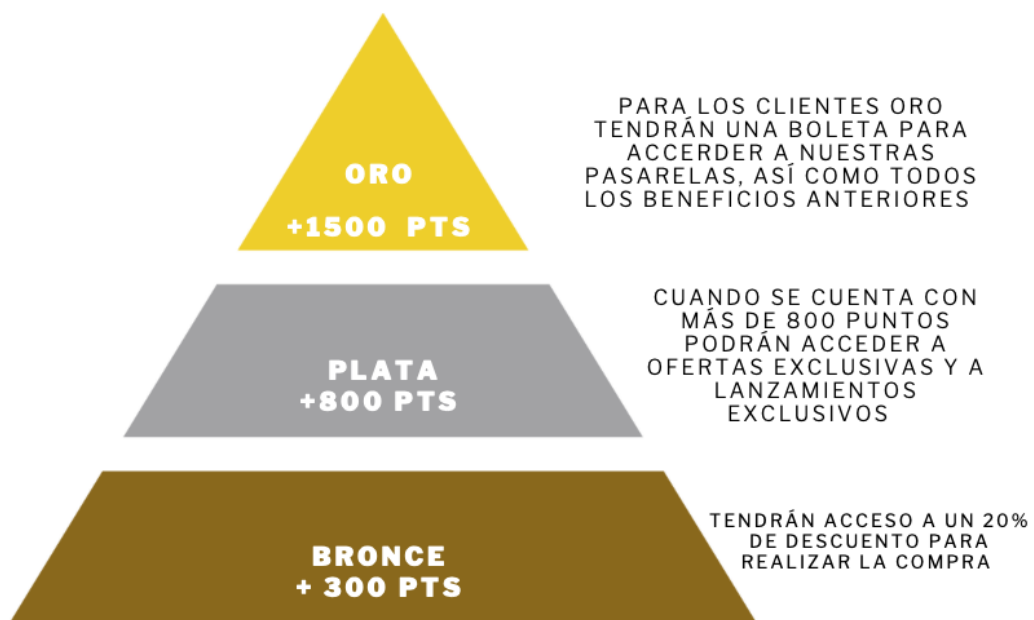 ORO
+1500 PTS
PARA LOS CLIENTES ORO
TENDRÁN UNA BOLETA PARA
ACCERDER A NUESTRAS
PASARELAS, ASÍ COMO TODOS
LOS BENEFICIOS ANTERIORES
PLATA
+800 PTS
CUANDO SE CUENTA CON
MÁS DE 800 PUNTOS
PODRÁN ACCEDER A
OFERTAS EXCLUSIVAS Y A
LANZAMIENTOS
EXCLUSIVOS
BRONCE
+ 300 PTS
TENDRÁN ACCESO A UN 20%
DE DESCUENTO PARA
REALIZAR LA COMPRA